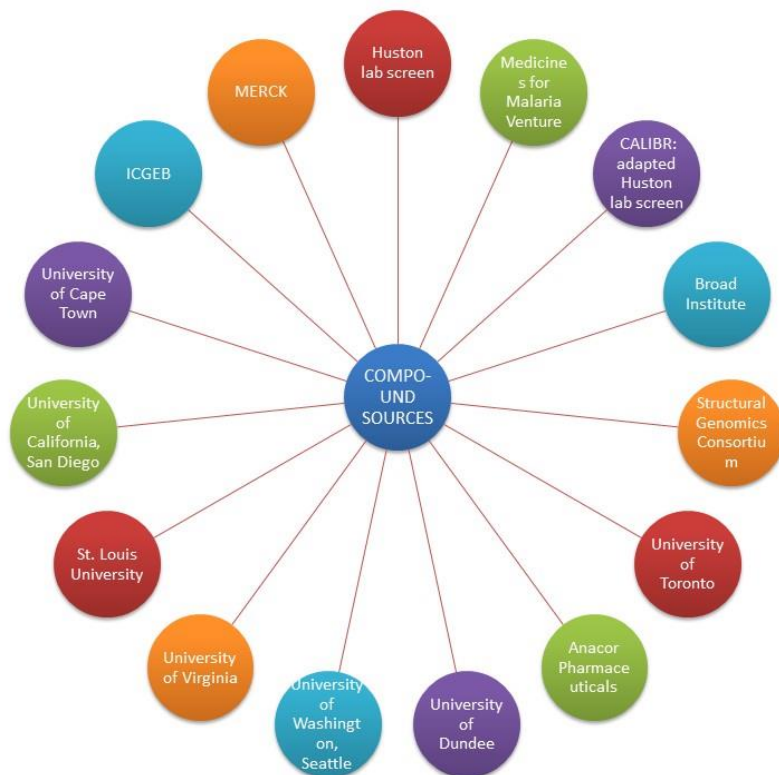 Huston
lab screen
Medicine
s for
Malaria
Venture
CALIBR:
adapted
Huston
lab screen
Broad
Institute
Structural
Genomics
Consortiu
m
University
of
Toronto
Anacor
Pharmace
uticals
University
of
Dundee
University
of
Washingt
on,
Seattle
University
of Virginia
St. Louis
University
University
of
California,
San Diego
University
of Cape
Town
ICGEB
MERCK
COMPO-
UND
SOURCES